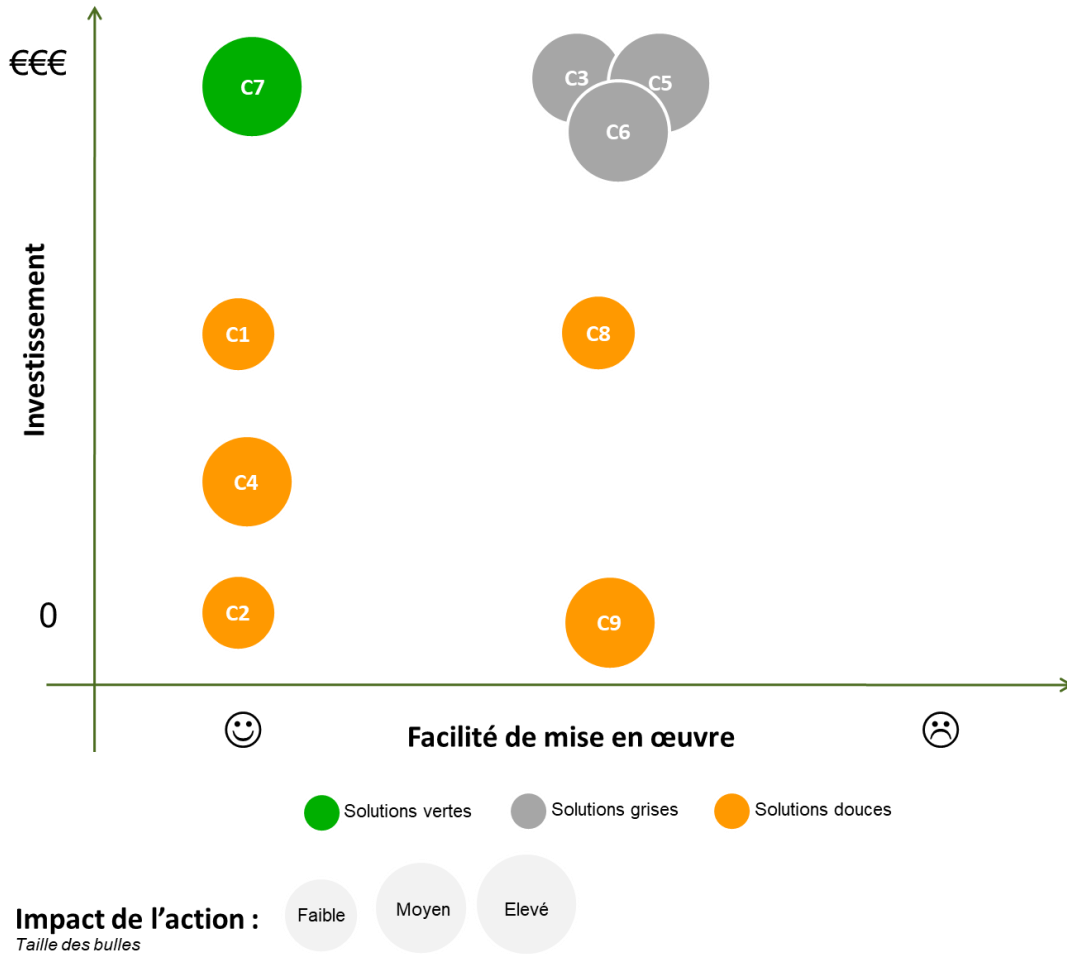 €€€
C7
C3
C5
C6
Investissement
C1
C8
C4
0
C2
C9
☺
Facilité de mise en œuvre
☹
Solutions vertes
Solutions grises
Solutions douces
Impact de l'action :
Taille des bulles
Faible
Moyen
Elevé